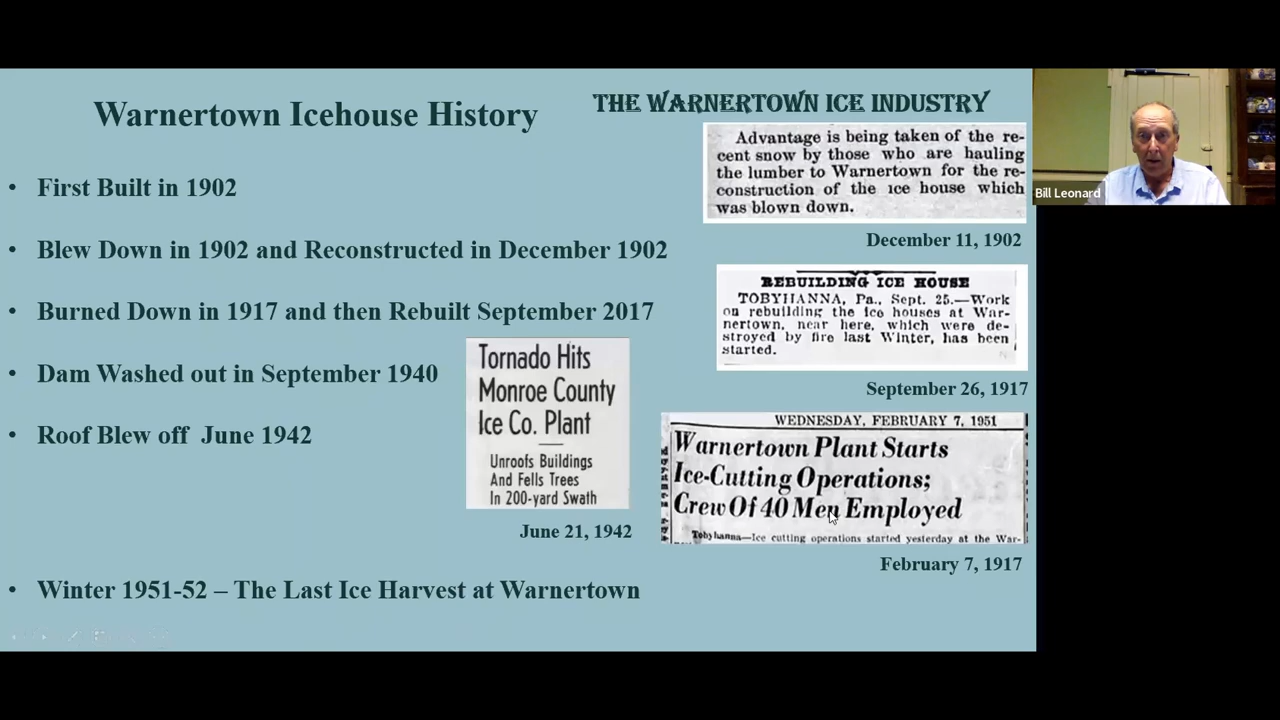 Warnertown Icehouse History
THE WARNERTOWN ICE INDUSTRY
• First Built in 1902
• Blew Down in 1902 and Reconstructed in December 1902
• Burned Down in 1917 and then Rebuilt September 2017
• Dam Washed out in September 1940
• Roof Blew off June 1942
Tornado Hits
Monroe County
Ice Co. Plant
Unroofs Buildings
And Fells Trees
In 200-yard Swath
June 21, 1942
• Winter 1951-52 – The Last Ice Harvest at Warnertown
Advantage is being taken of the re-
cent snow by those who are hauling
the lumber to Warnertown for the re-
construction of the ice house which
was blown down.
December 11, 1902
REBUILDING ICE HOUSE
TOBYHANNA, Pa., Sept. 25.—Work
on rebuilding the ice houses at War-
nertown, near here, which were de-
stroyed by fire last Winter, has been
started.
September 26, 1917
WEDNESDAY, FEBRUARY 7, 1951
Warnertown Plant Starts
Ice-Cutting Operations;
Crew Of 40 Men Employed
Tobyhanna—Ice cutting operations started yesterday at the War-
February 7, 1917
Bill Leonard